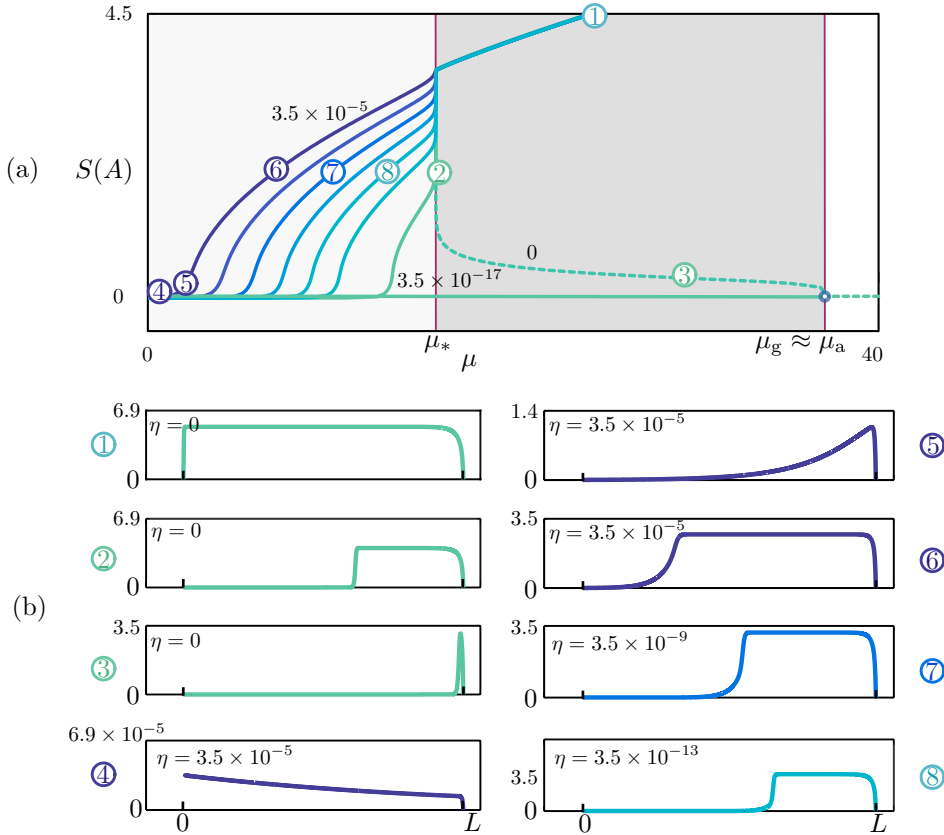 4.5
①
3.5 × 10⁻⁵
(a) S(A)
⑥ ⑦ ⑧ ②
0
④ ⑤ 3.5 × 10⁻¹⁷ ③
0
0 μ* μg ≈ μa 40
μ
6.9 1.4
η = 0 η = 3.5 × 10⁻⁵
① ⑤
0 0
6.9 3.5
η = 0 η = 3.5 × 10⁻⁵
② ⑥
0 0
(b)
3.5 3.5
η = 0 η = 3.5 × 10⁻⁹
③ ⑦
0 0
6.9 × 10⁻⁵
η = 3.5 × 10⁻⁵ η = 3.5 × 10⁻¹³
④ 3.5 ⑧
0 0
0 L 0 L